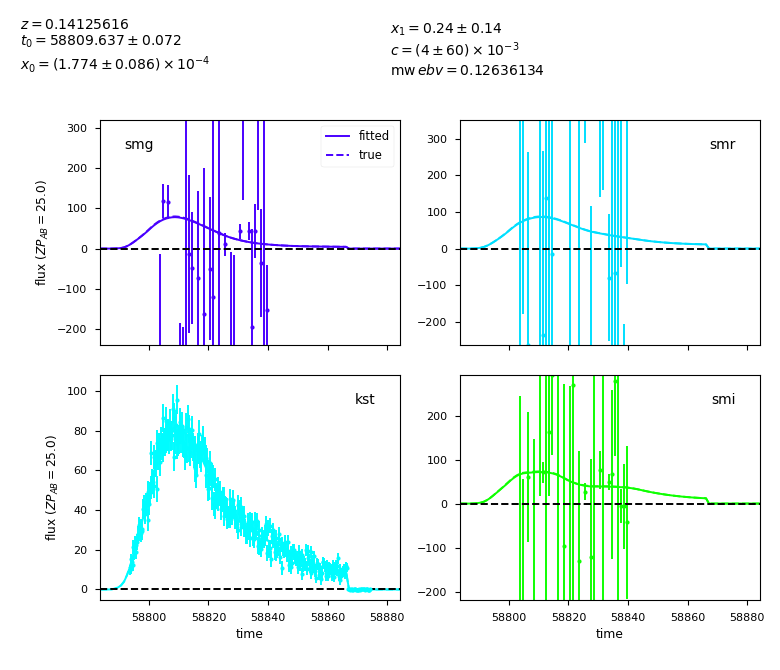 z = 0.14125616
t₀ = 58809.637 ± 0.072
x₀ = (1.774 ± 0.086) × 10⁻⁴
x₁ = 0.24 ± 0.14
c = (4 ± 60) × 10⁻³
mw ebv = 0.12636134
300
200
100
0
−100
−200
flux (ZP_AB = 25.0)
smg
fitted
true
300
200
100
0
−100
−200
smr
100
80
60
40
20
0
flux (ZP_AB = 25.0)
kst
58800 58820 58840 58860 58880
time
200
100
0
−100
−200
smi
58800 58820 58840 58860 58880
time